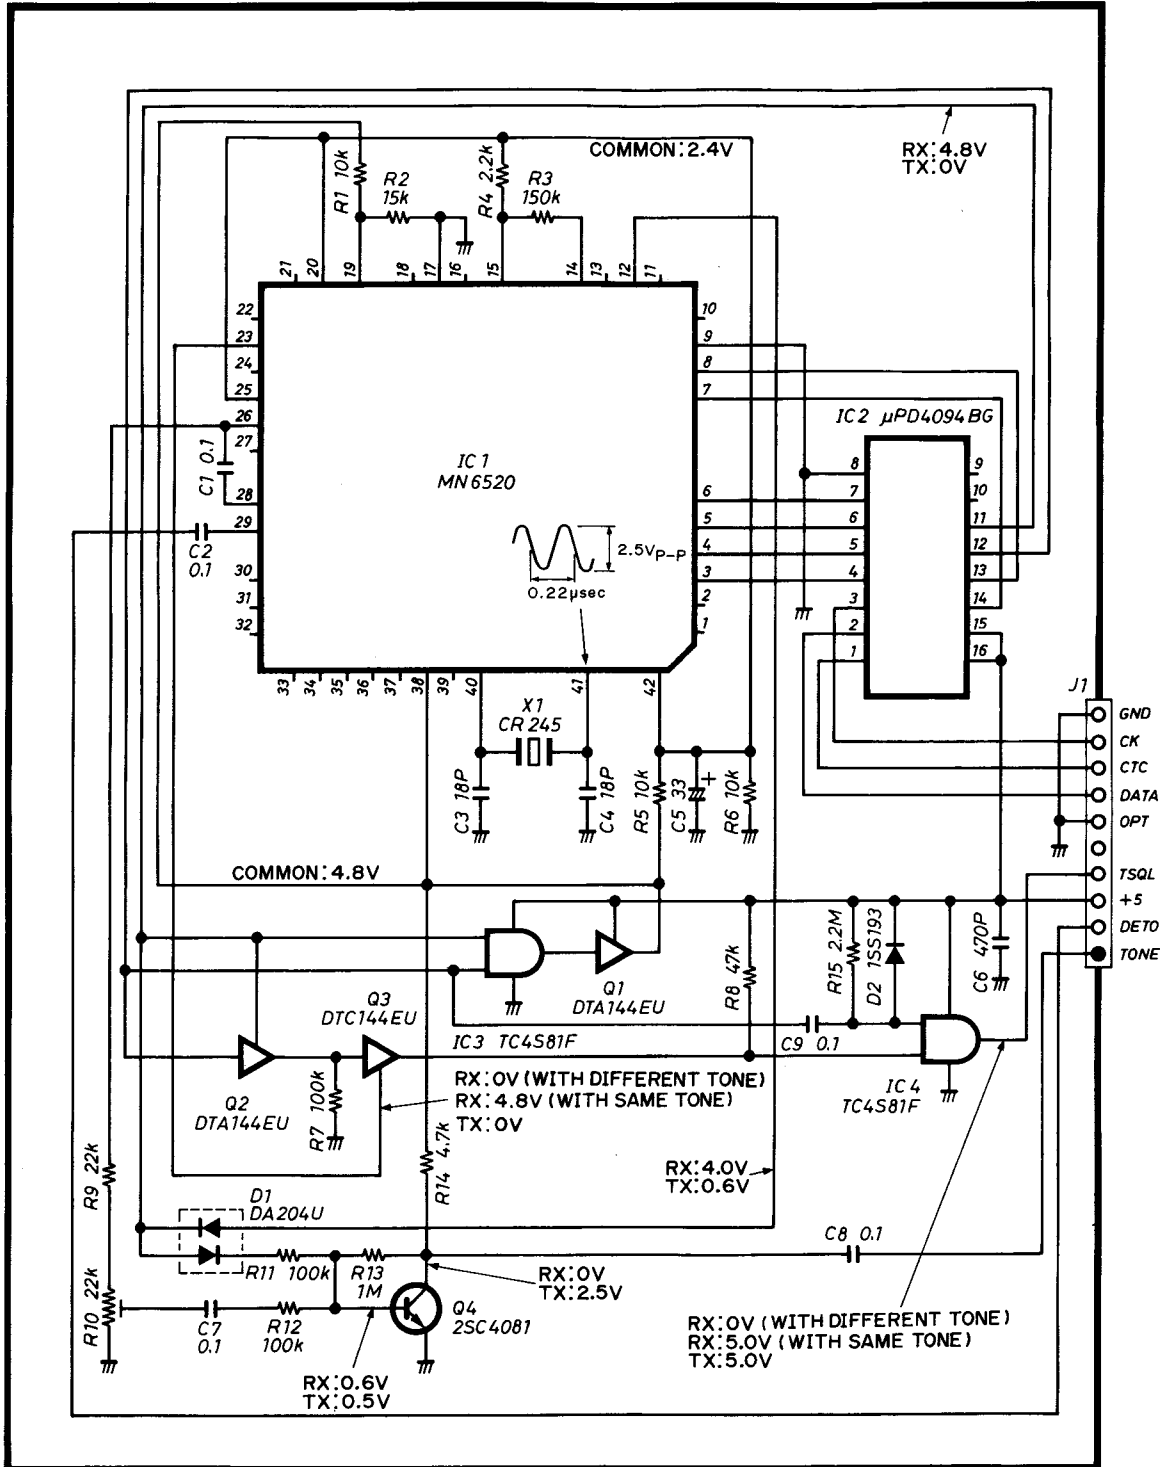 RX:4.8V
TX:0V
COMMON:2.4V
R1 10k
R2
15k
R4 2.2k
R3
150k
21
20
19
18
17
16
15
14
13
12
11
22
23
24
25
26
27
28
29
30
31
32
10
9
8
7
6
5
4
3
2
1
C1 0.1
C2
0.1
IC1
MN6520
2.5VP-P
0.22µsec
IC2 µPD4094BG
8
7
6
5
4
3
2
1
9
10
11
12
13
14
15
16
33
34
35
36
37
38
39
40
41
42
X1
CR245
C3 18P
C4 18P
R5 10k
C5 33
+
R6 10k
J1
GND
CK
CTC
DATA
OPT
TSQL
+5
DETO
TONE
COMMON:4.8V
Q1
DTA144EU
IC3 TC4S81F
R8 47k
R15 2.2M
D2 1SS193
C6 470P
C9 0.1
IC4
TC4S81F
Q3
DTC144EU
Q2
DTA144EU
R7 100k
RX:0V (WITH DIFFERENT TONE)
RX:4.8V (WITH SAME TONE)
TX:0V
R14 4.7k
RX:4.0V
TX:0.6V
R9 22k
D1
DA204U
R11 100k
R13
1M
C8 0.1
RX:0V
TX:2.5V
R10 22k
C7
0.1
R12
100k
Q4
2SC4081
RX:0.6V
TX:0.5V
RX:0V (WITH DIFFERENT TONE)
RX:5.0V (WITH SAME TONE)
TX:5.0V